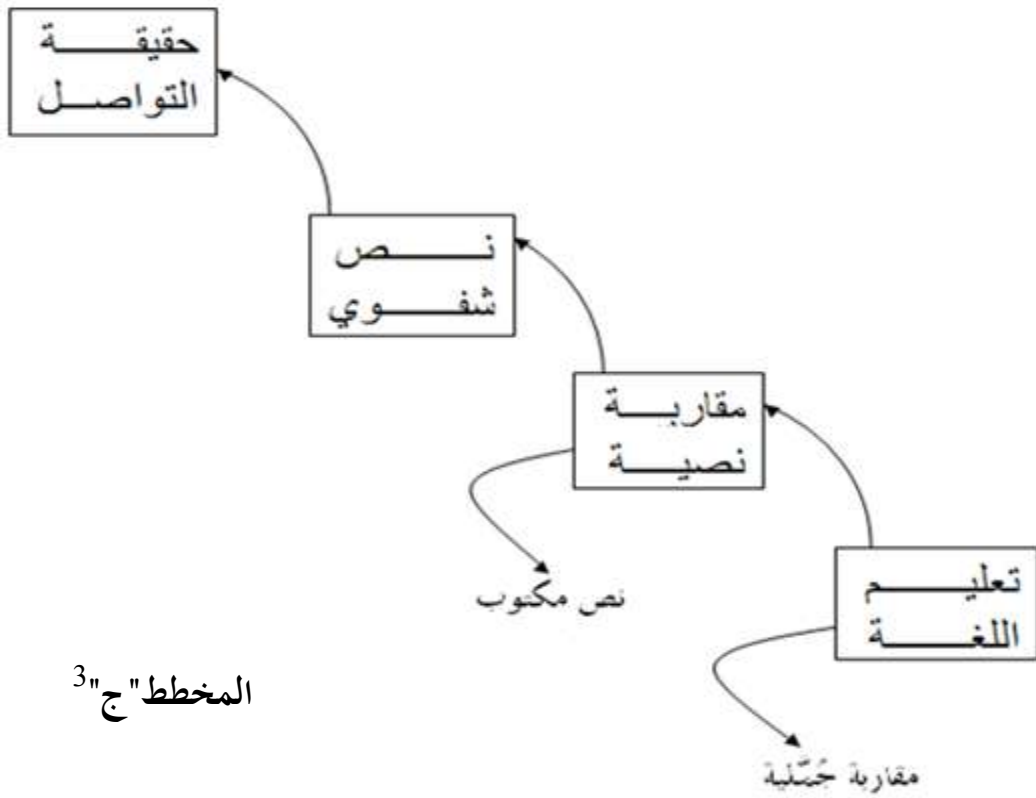 حقيقة
التواصل
نص
شفوي
مقاربة
نصية
نص مكتوب
تعليم
اللغة
المخطط"ج"3
مقاربة جُمَلية